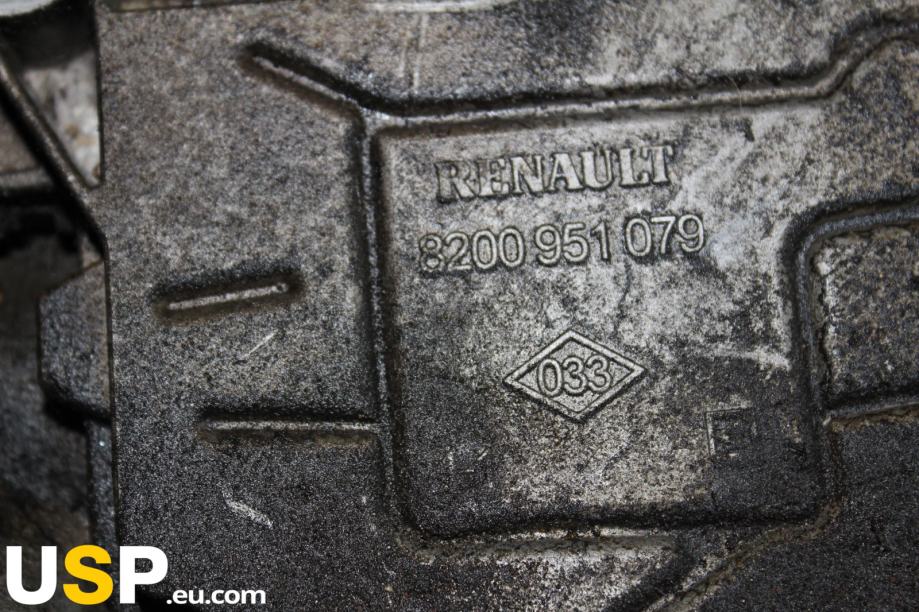 RENAULT
8200 951 079
033
USP.eu.com